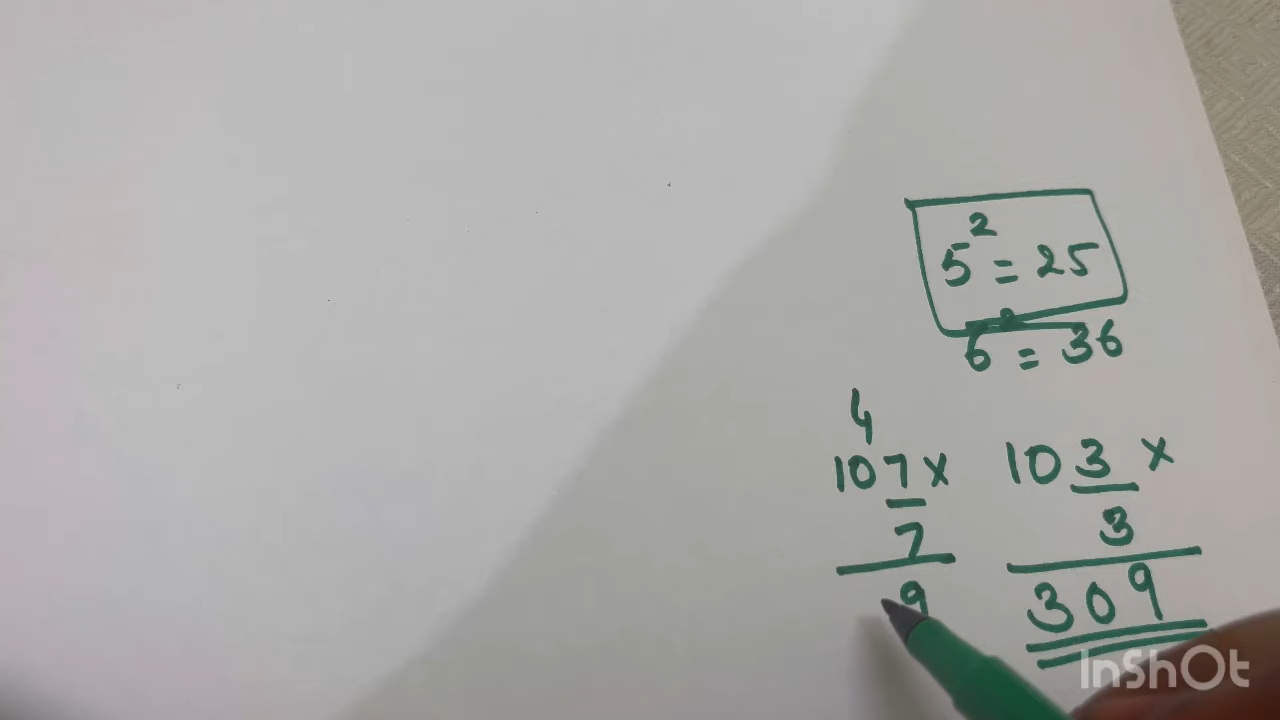 5² = 25
6² = 36
4
107 x
7
9
103 x
3
309
InShOt